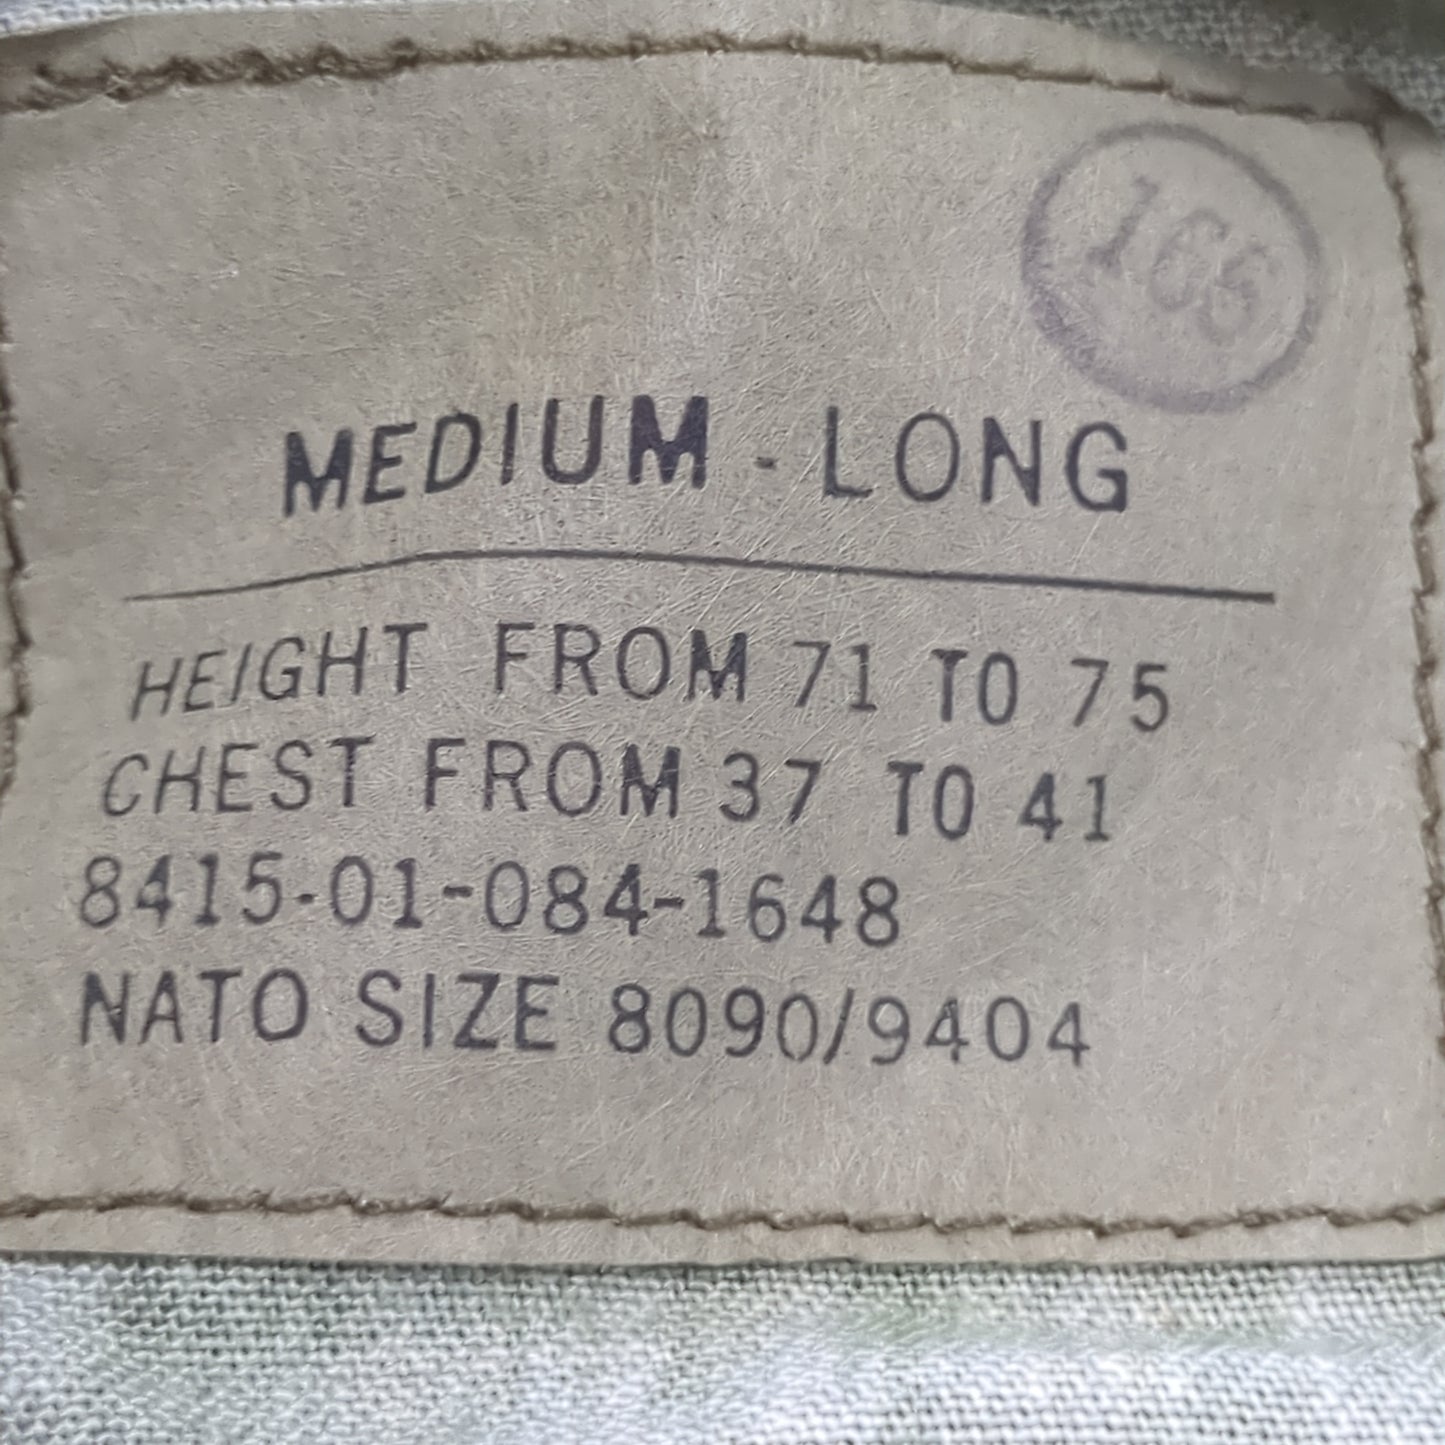 166
MEDIUM - LONG
HEIGHT FROM 71 TO 75
CHEST FROM 37 TO 41
8415-01-084-1648
NATO SIZE 8090/9404